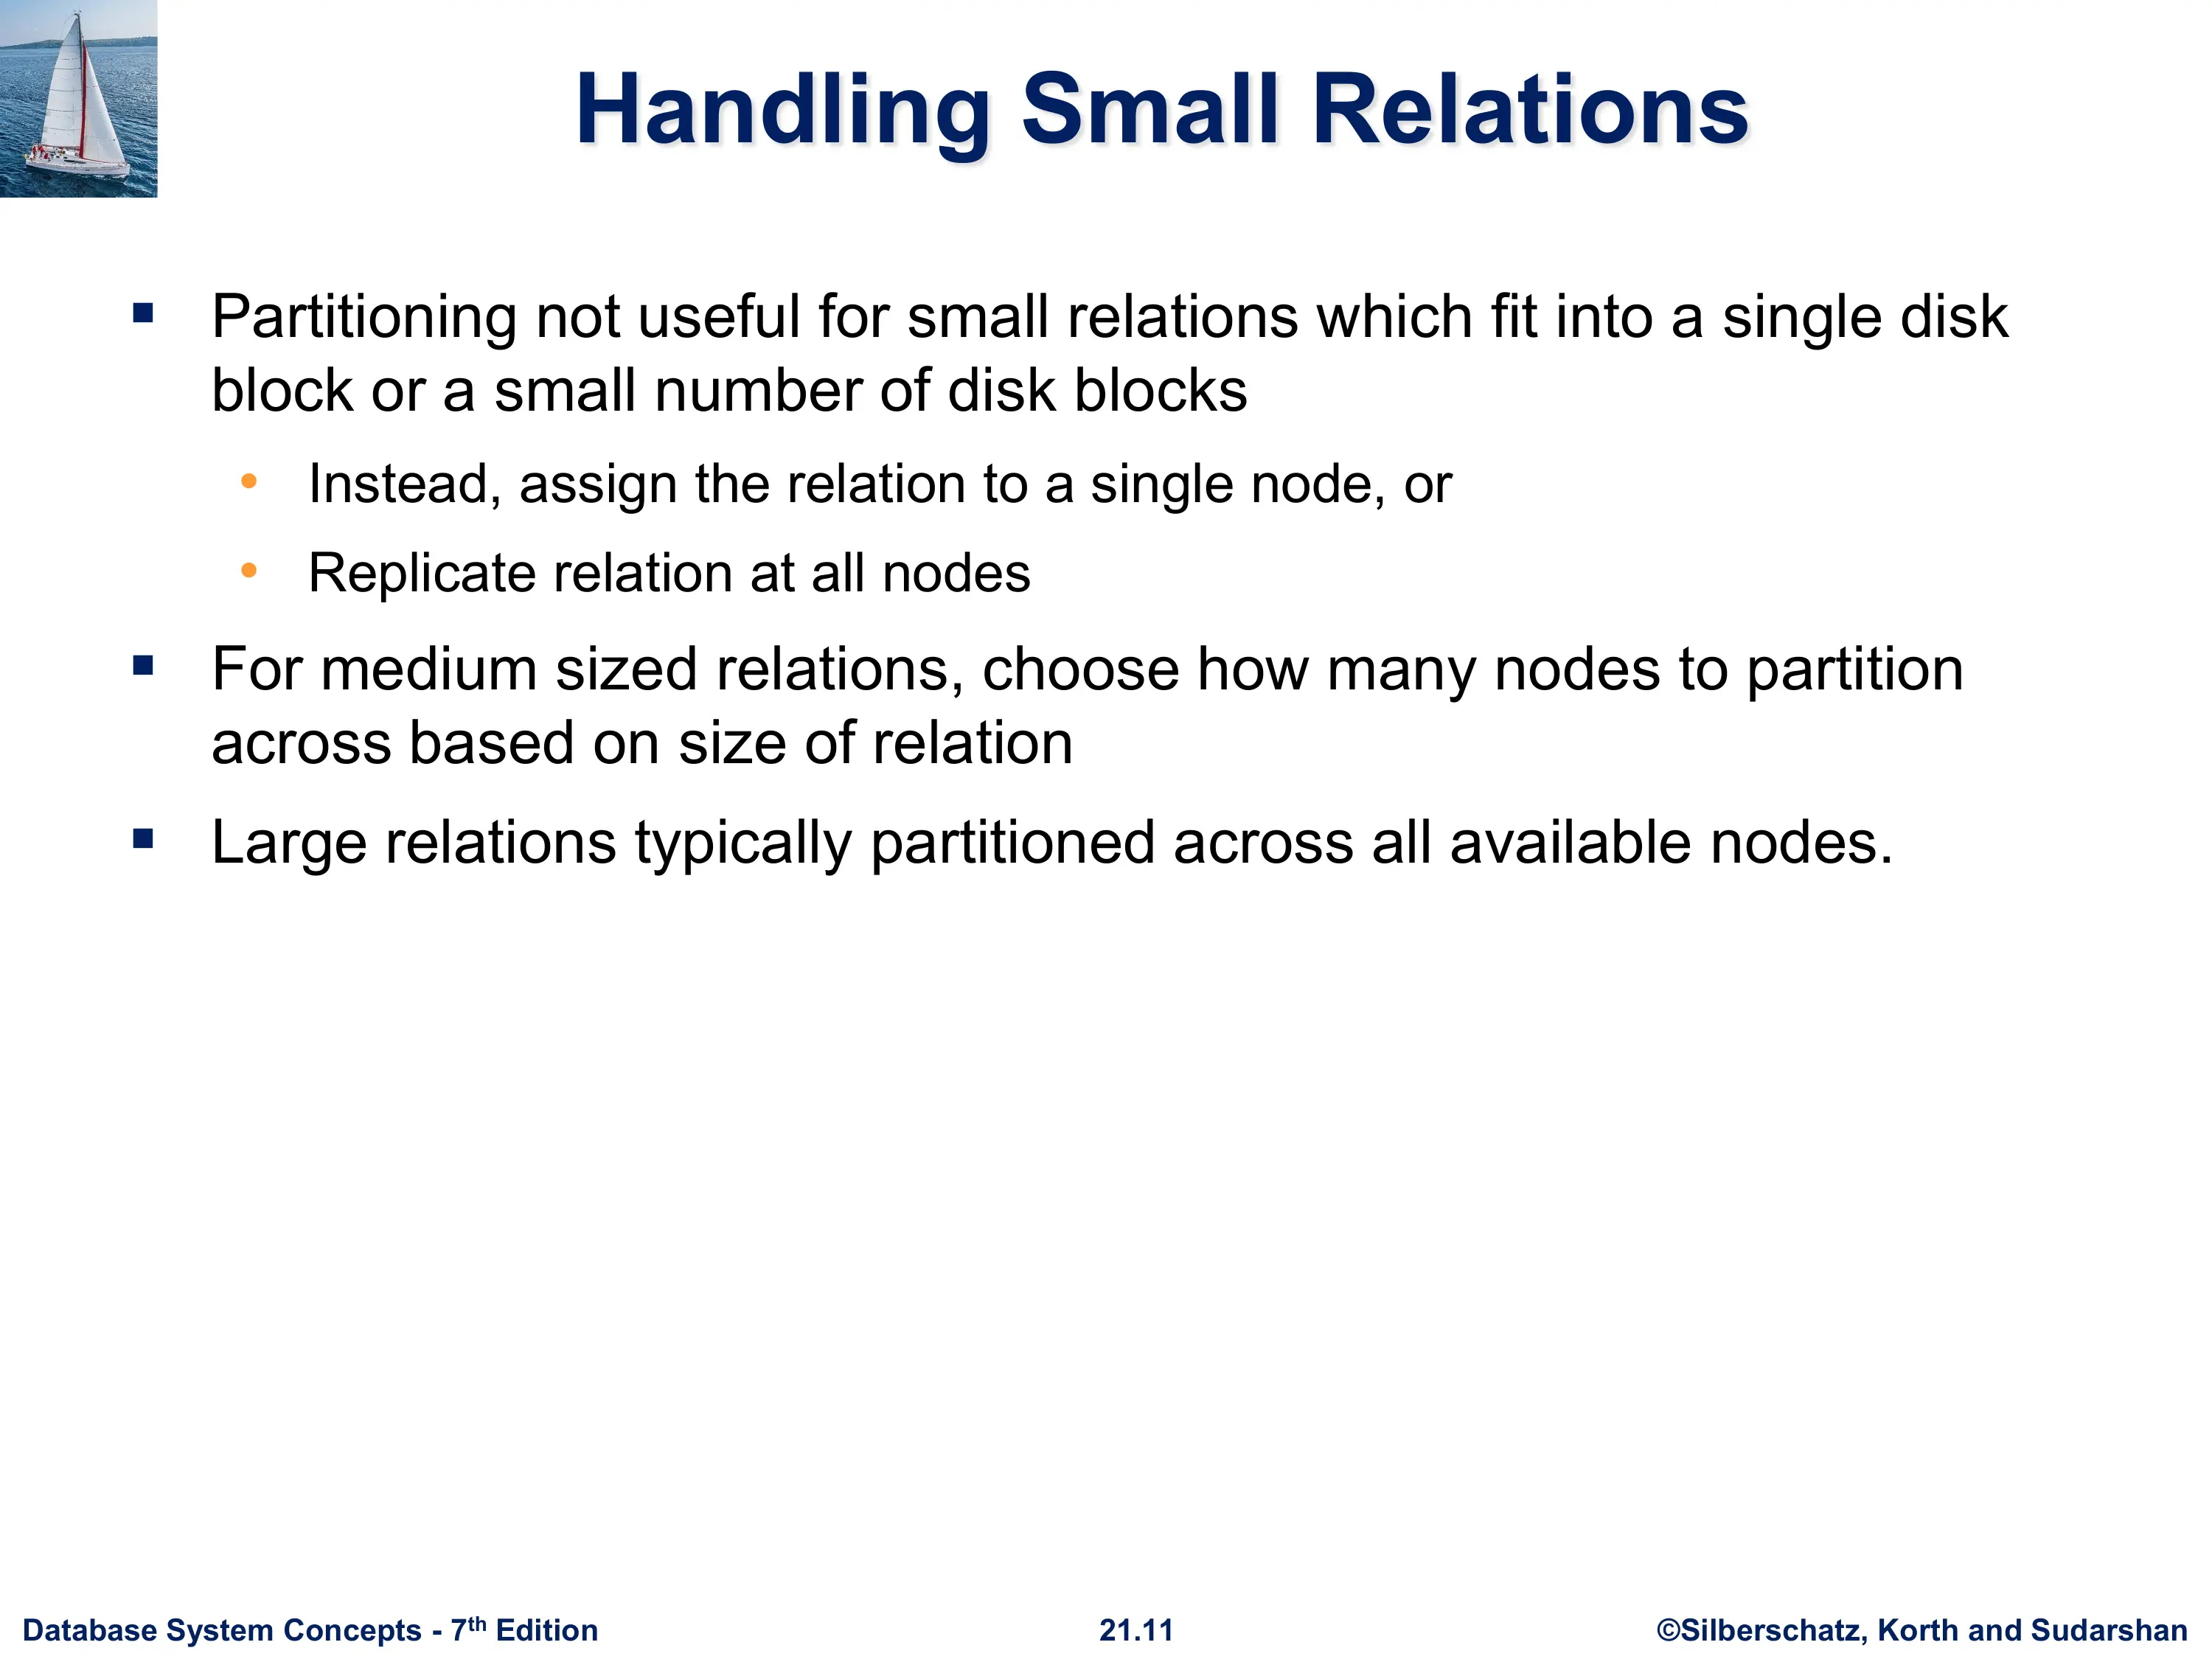 Handling Small Relations
▪ Partitioning not useful for small relations which fit into a single disk
block or a small number of disk blocks
• Instead, assign the relation to a single node, or
• Replicate relation at all nodes
▪ For medium sized relations, choose how many nodes to partition
across based on size of relation
▪ Large relations typically partitioned across all available nodes.
Database System Concepts - 7th Edition
21.11
©Silberschatz, Korth and Sudarshan